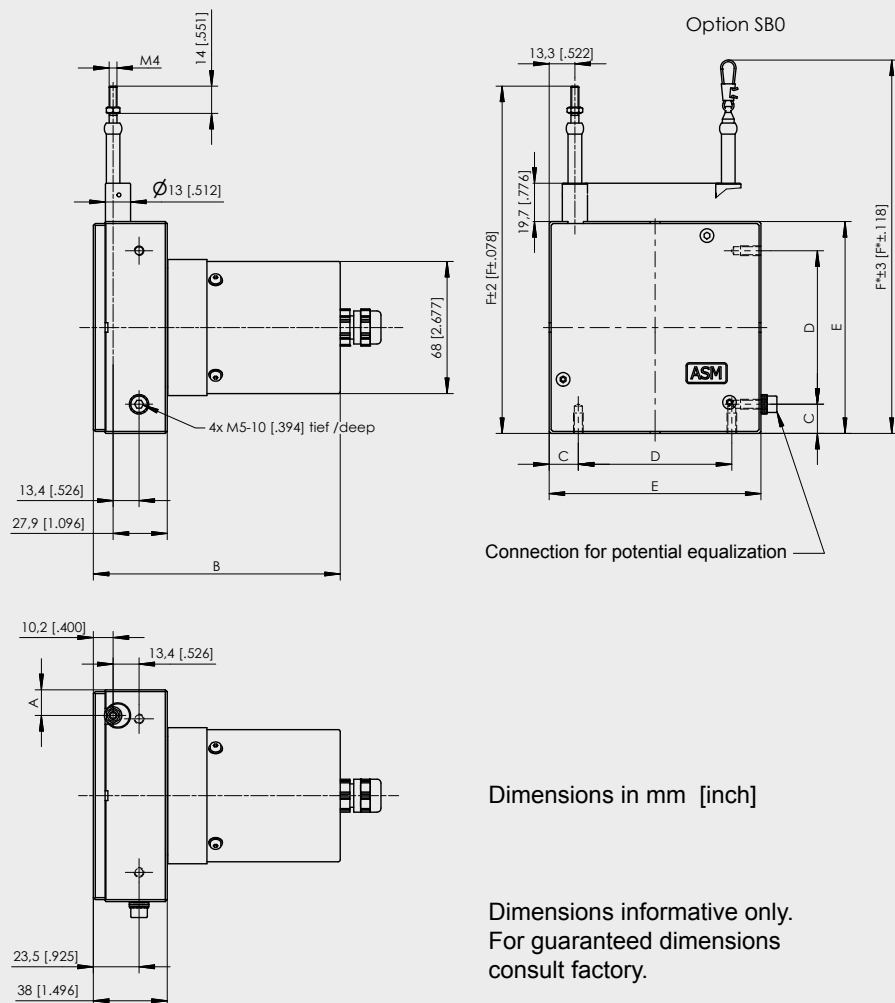 Option SB0
14 [.551]
M4
Ø13 [.512]
68 [2.677]
4x M5-10 [.394] tief /deep
13,4 [.526]
27,9 [1.096]
B
13,3 [.522]
19,7 [.776]
F±2 [F±.078]
F*±3 [F*±.118]
D
E
C
ASM
C
D
E
Connection for potential equalization
10,2 [.400]
13,4 [.526]
A
23,5 [.925]
38 [1.496]
Dimensions in mm [inch]
Dimensions informative only.
For guaranteed dimensions
consult factory.